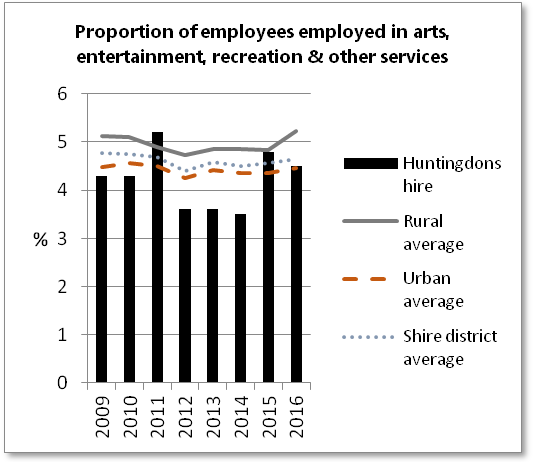 Proportion of employees employed in arts,
entertainment, recreation & other services
6
5
4
3
2
1
0
%
2009
2010
2011
2012
2013
2014
2015
2016
Huntingdons
hire
Rural
average
Urban
average
Shire district
average